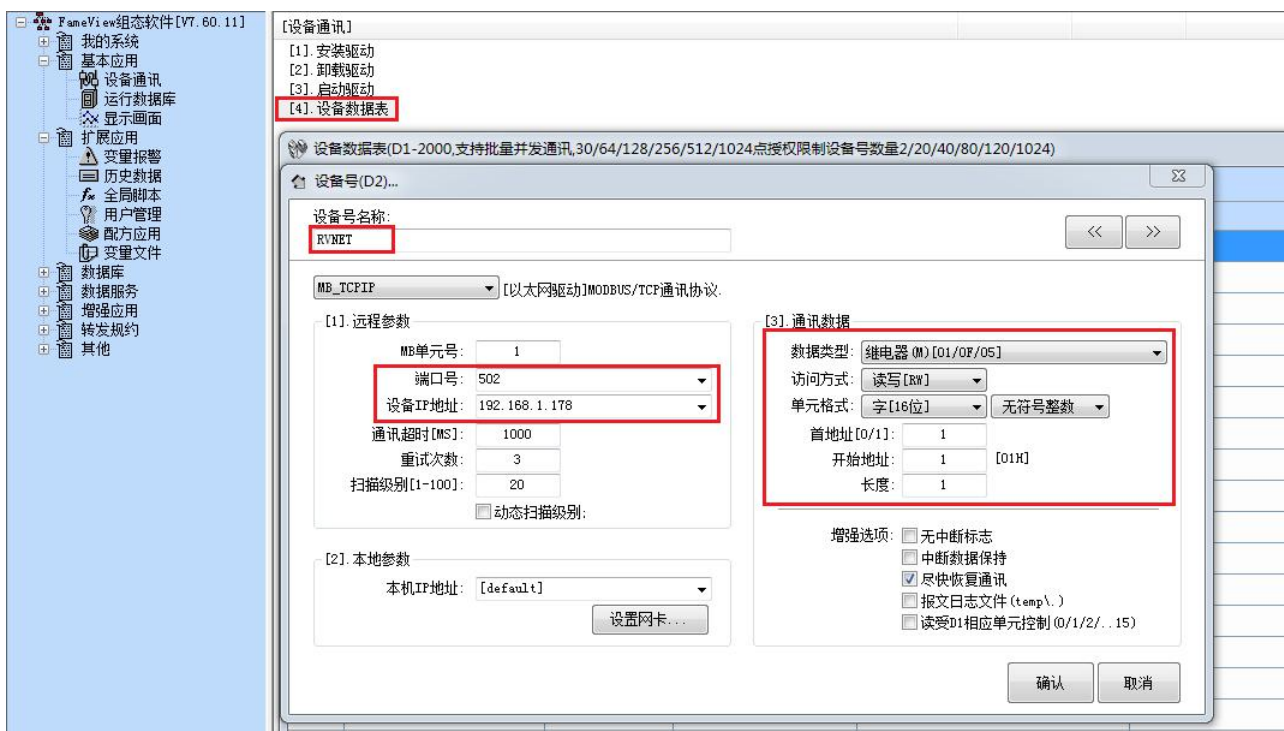 FameView组态软件[V7.60.11]
我的系统
基本应用
设备通讯
运行数据库
显示画面
扩展应用
变量报警
历史数据
全局脚本
用户管理
配方应用
变量文件
数据库
数据服务
增强应用
转发规约
其他
[设备通讯]
[1].安装驱动
[2].卸载驱动
[3].启动驱动
[4].设备数据表
设备数据表(D1-2000,支持批量并发通讯,30/64/128/256/512/1024点授权限制设备号数量2/20/40/80/120/1024)
设备号(D2)...
设备号名称:
RVNET
<< >>
MB_TCPIP [以太网驱动]MODBUS/TCP通讯协议.
[1].远程参数
MB单元号: 1
端口号: 502
设备IP地址: 192.168.1.178
通讯超时[MS]: 1000
重试次数: 3
扫描级别[1-100]: 20
动态扫描级别:
[2].本地参数
本机IP地址: [default]
设置网卡...
[3].通讯数据
数据类型: 继电器(M)[01/0F/05]
访问方式: 读写[RW]
单元格式: 字[16位] 无符号整数
首地址[0/1]: 1
开始地址: 1 [01H]
长度: 1
增强选项: 无中断标志
中断数据保持
尽快恢复通讯
报文日志文件(temp\.)
读受D1相应单元控制(0/1/2/..15)
确认 取消